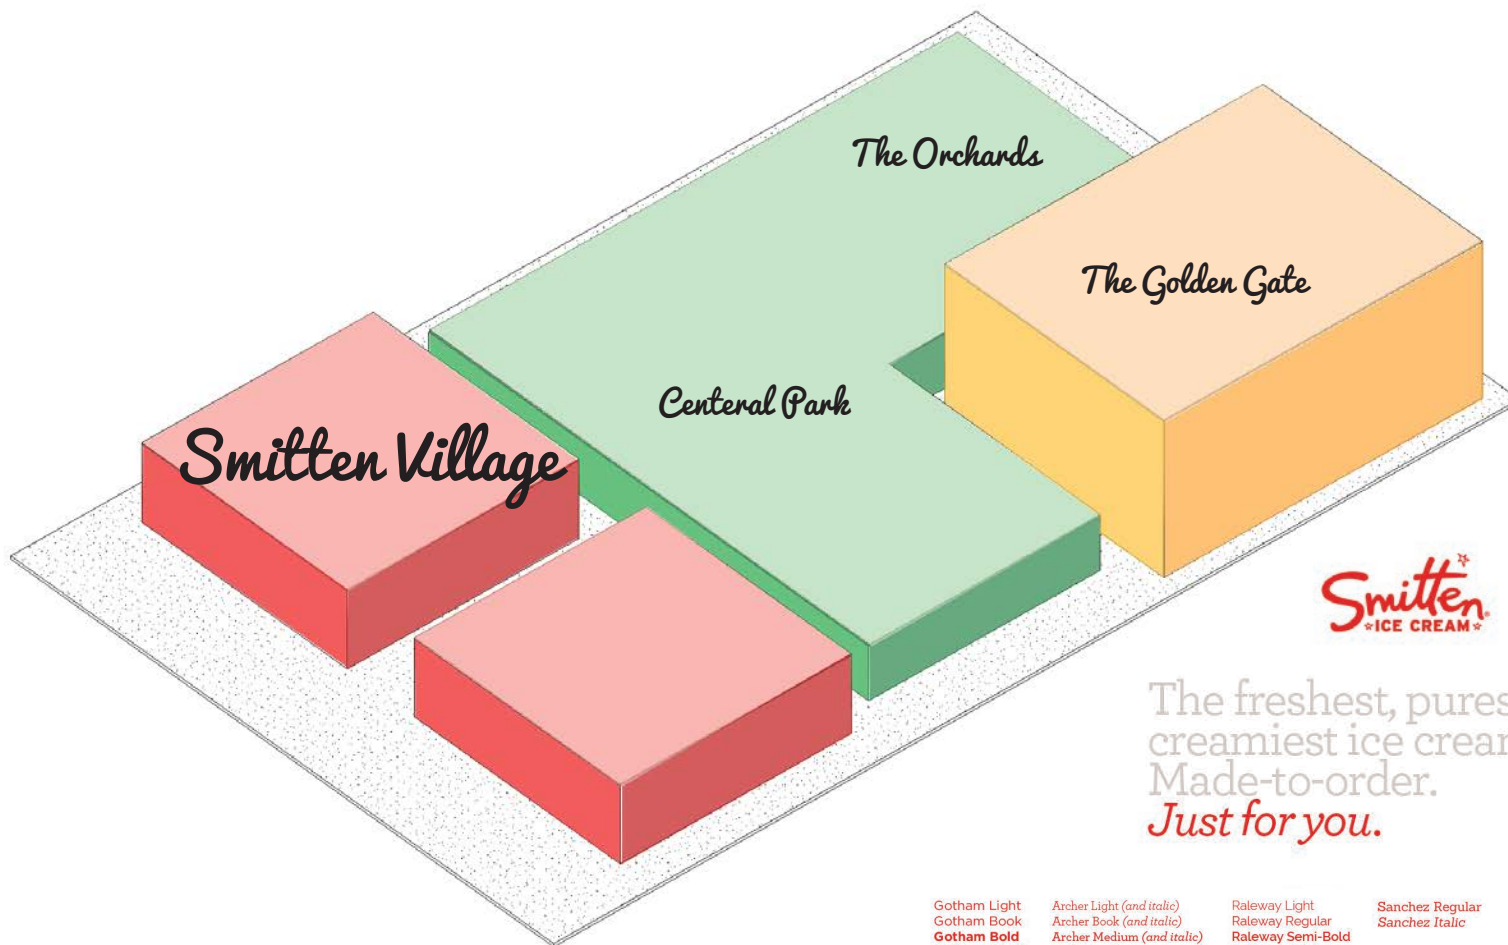 The Orchards
The Golden Gate
Centeral Park
Smitten Village
Smitten
ICE CREAM
The freshest, pures
creamiest ice crea
Made-to-order.
Just for you.
Gotham Light
Gotham Book
Gotham Bold
Archer Light (and italic)
Archer Book (and italic)
Archer Medium (and italic)
Raleway Light
Raleway Regular
Raleway Semi-Bold
Sanchez Regular
Sanchez Italic